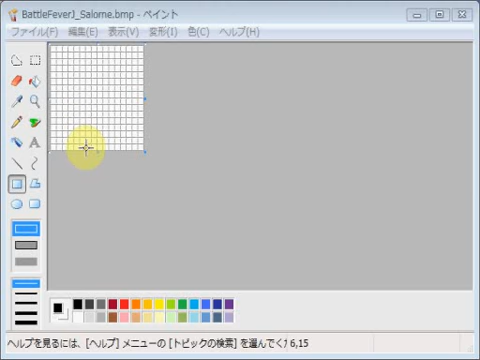 BattleFeverJ_Salome.bmp - ペイント
ファイル(F) 編集(E) 表示(V) 変形(I) 色(C) ヘルプ(H)
ヘルプを見るには、[ヘルプ] メニューの [トピックの検索] を選んでく 6,15